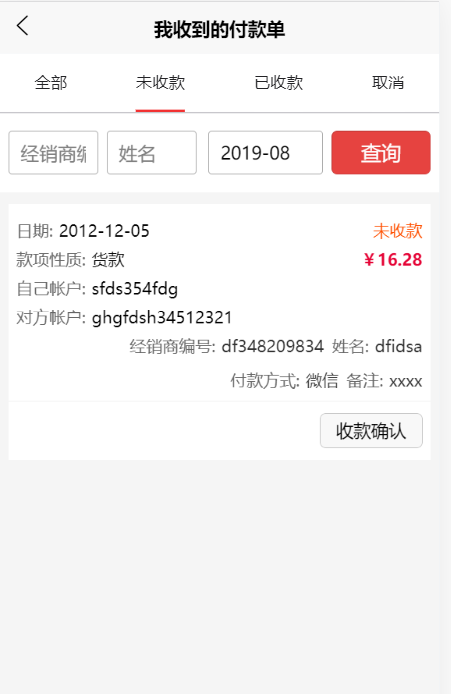 我收到的付款单
全部 未收款 已收款 取消
经销商编 姓名 2019-08 查询
日期: 2012-12-05 未收款
款项性质: 货款 ¥16.28
自己帐户: sfds354fdg
对方帐户: ghgfdsh34512321
经销商编号: df348209834 姓名: dfidsa
付款方式: 微信 备注: xxxx
收款确认